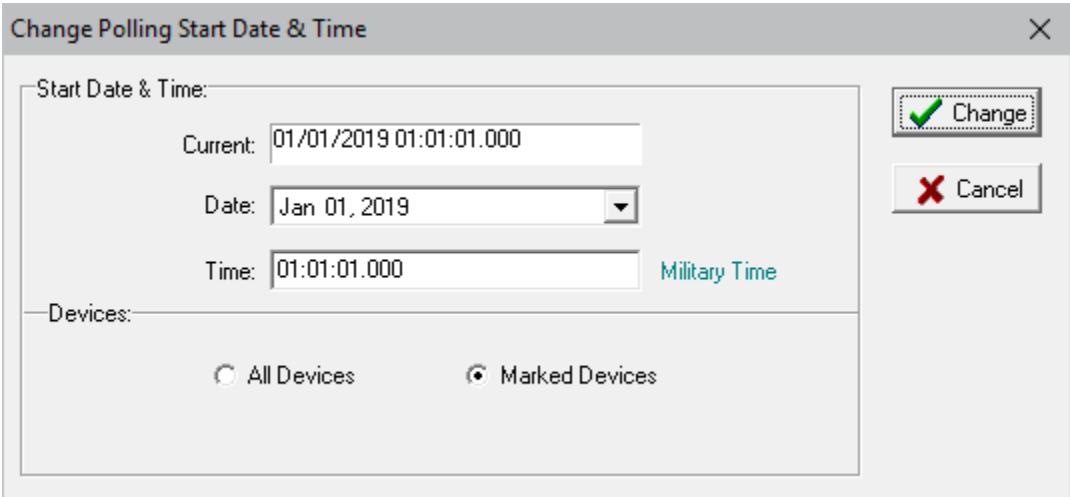 Change Polling Start Date & Time
Start Date & Time:
Current: 01/01/2019 01:01:01.000
Change
Date: Jan 01, 2019
Cancel
Time: 01:01:01.000 Military Time
Devices:
All Devices Marked Devices